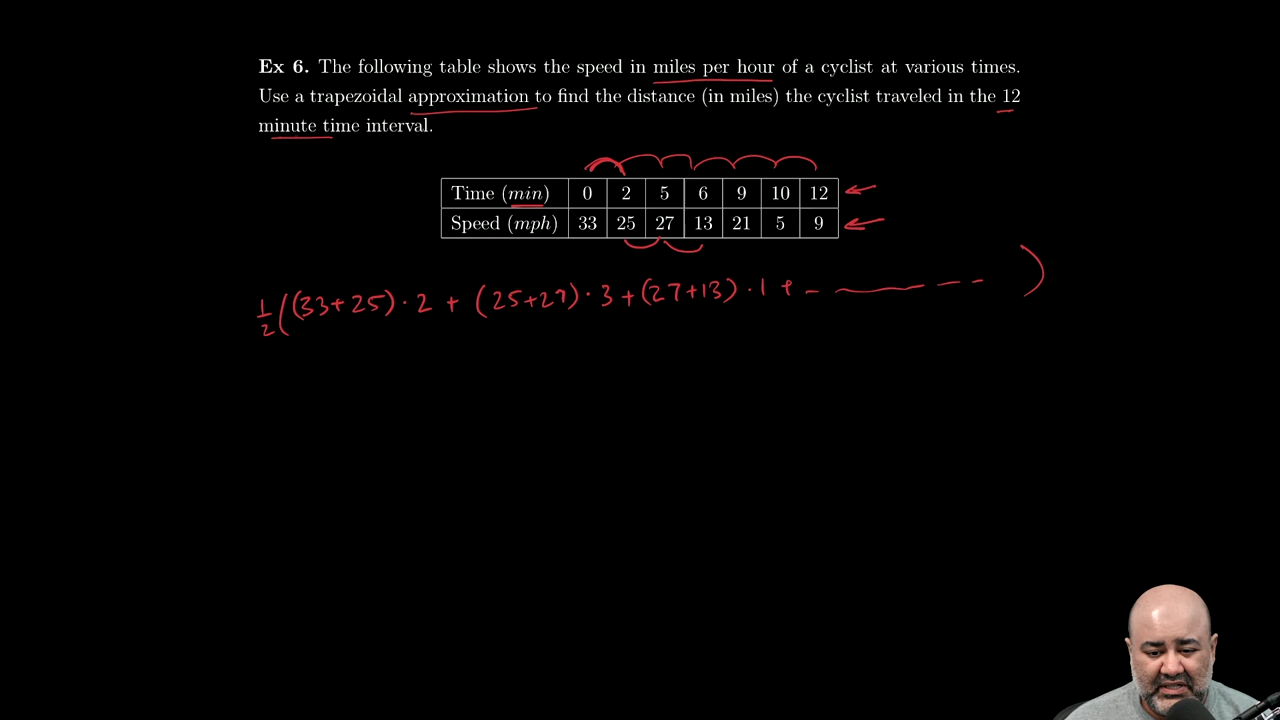 Ex 6. The following table shows the speed in miles per hour of a cyclist at various times.
Use a trapezoidal approximation to find the distance (in miles) the cyclist traveled in the 12
minute time interval.
Time (min) 0 2 5 6 9 10 12
Speed (mph) 33 25 27 13 21 5 9
1/2 ((33+25)·2 + (25+27)·3 + (27+13)·1 + - — - - )